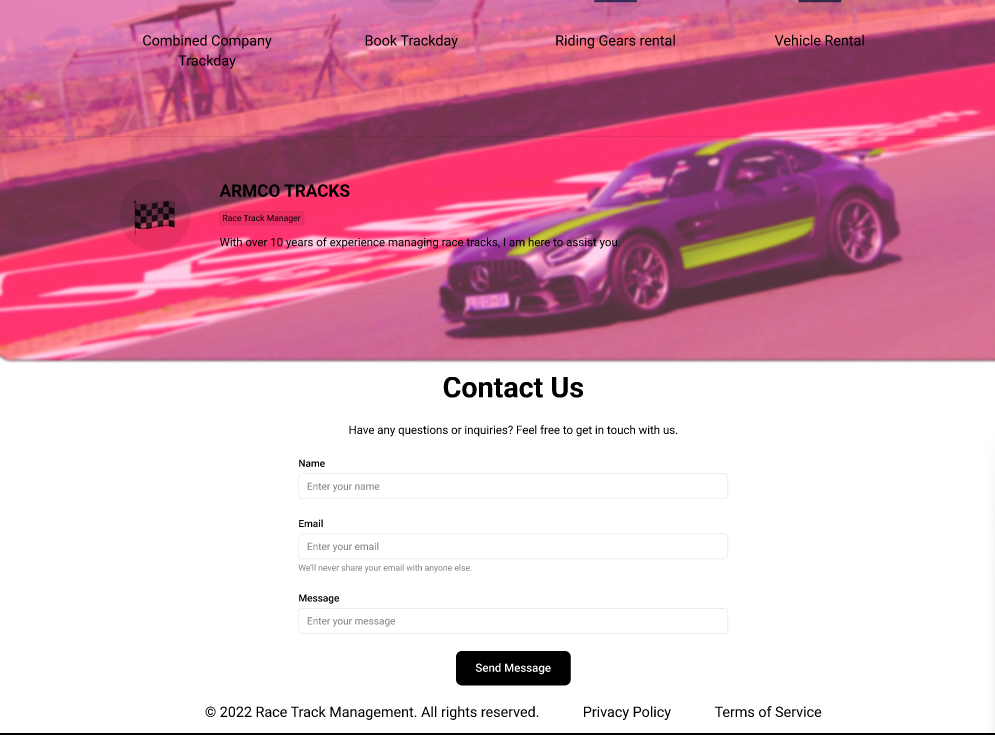 Combined Company
Trackday
Book Trackday
Riding Gears rental
Vehicle Rental
ARMCO TRACKS
Race Track Manager
With over 10 years of experience managing race tracks, I am here to assist you.
Contact Us
Have any questions or inquiries? Feel free to get in touch with us.
Name
Enter your name
Email
Enter your email
We'll never share your email with anyone else.
Message
Enter your message
Send Message
© 2022 Race Track Management. All rights reserved. Privacy Policy Terms of Service